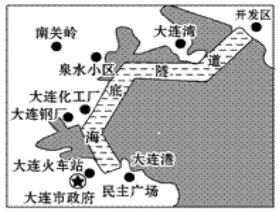 开发区
南关岭
大连湾
泉水小区
海底隧道
大连化工厂
大连钢厂
大连火车站
大连港
大连市政府
民主广场